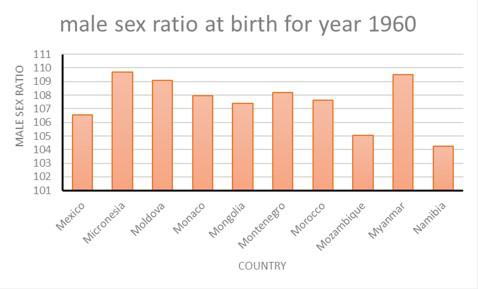 male sex ratio at birth for year 1960
MALE SEX RATIO
111
110
109
108
107
106
105
104
103
102
101
Mexico
Micronesia
Moldova
Monaco
Mongolia
Montenegro
Morocco
Mozambique
Myanmar
Namibia
COUNTRY